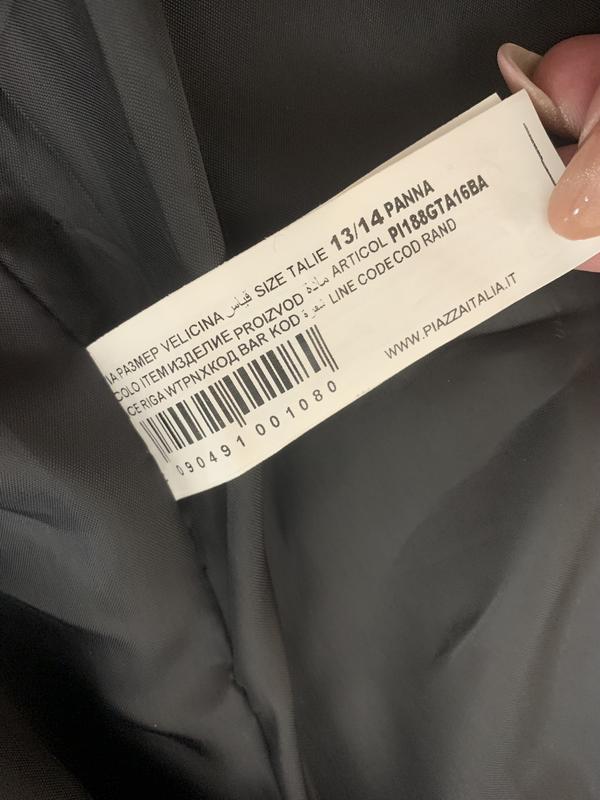 РАЗМЕР VELICINA قياس SIZE TALIE 13/14 PANNA
COLO ITEM ИЗДЕЛИЕ PROIZVOD مادة ARTICOL PI188GTA16BA
CE RIGA WTPNXКОД BAR KOD شفرة LINE CODE COD RAND
090491 001080
WWW.PIAZZAITALIA.IT